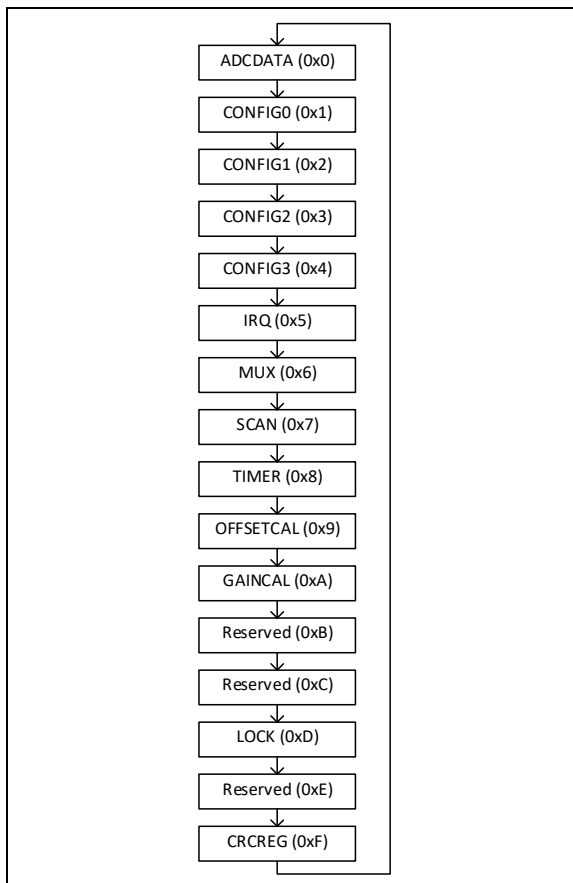 ADCDATA (0x0)
CONFIG0 (0x1)
CONFIG1 (0x2)
CONFIG2 (0x3)
CONFIG3 (0x4)
IRQ (0x5)
MUX (0x6)
SCAN (0x7)
TIMER (0x8)
OFFSETCAL (0x9)
GAINCAL (0xA)
Reserved (0xB)
Reserved (0xC)
LOCK (0xD)
Reserved (0xE)
CRCREG (0xF)